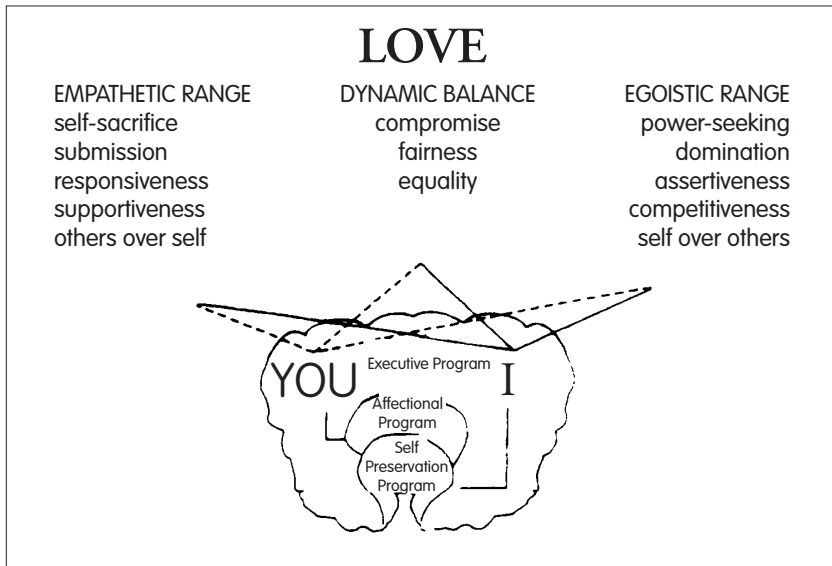 LOVE
EMPATHETIC RANGE
self-sacrifice
submission
responsiveness
supportiveness
others over self
DYNAMIC BALANCE
compromise
fairness
equality
EGOISTIC RANGE
power-seeking
domination
assertiveness
competitiveness
self over others
YOU
Executive Program
I
Affectional
Program
Self
Preservation
Program